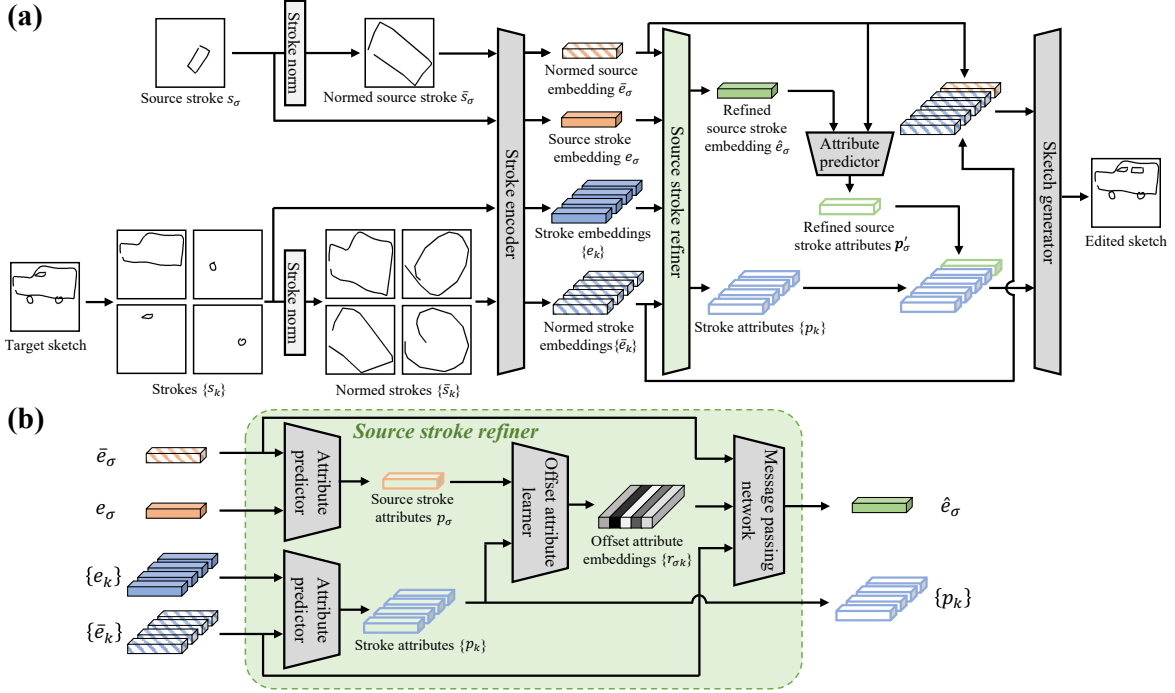 (a)
Source stroke s_σ
Stroke norm
Normed source stroke s̄_σ
Target sketch
Strokes {s_k}
Stroke norm
Normed strokes {s̄_k}
Stroke encoder
Normed source
embedding ē_σ
Source stroke
embedding e_σ
Stroke embeddings
{e_k}
Normed stroke
embeddings{ē_k}
Source stroke refiner
Refined
source stroke
embedding ê_σ
Attribute
predictor
Refined source
stroke attributes p′_σ
Stroke attributes {p_k}
Sketch generator
Edited sketch
(b)
Source stroke refiner
ē_σ
e_σ
{e_k}
{ē_k}
Attribute
predictor
Attribute
predictor
Source stroke
attributes p_σ
Stroke attributes {p_k}
Offset attribute
learner
Offset attribute
embeddings {r_σk}
Message passing
network
ê_σ
{p_k}